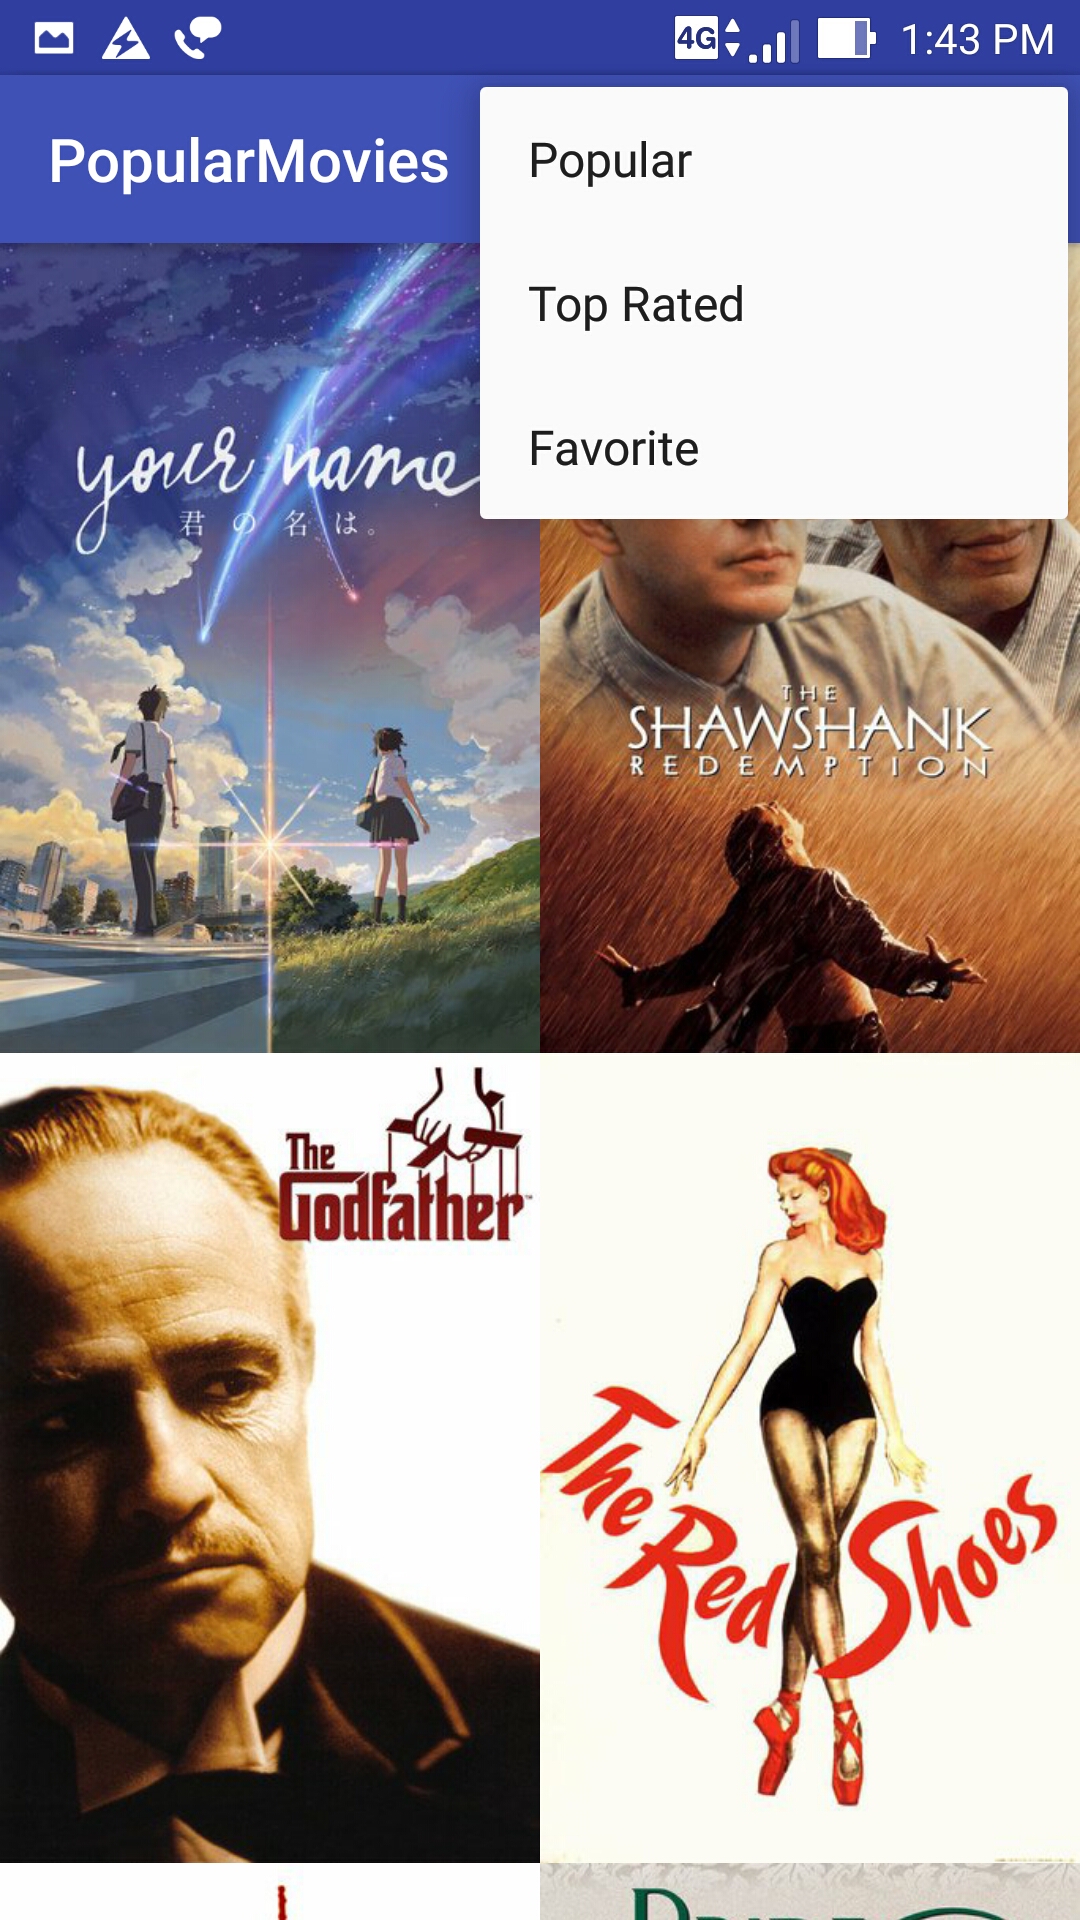 4G 1:43 PM
PopularMovies
Popular
Top Rated
Favorite
your name
君の名は。
THE
SHAWSHANK
REDEMPTION
The
Godfather
The
Red Shoes